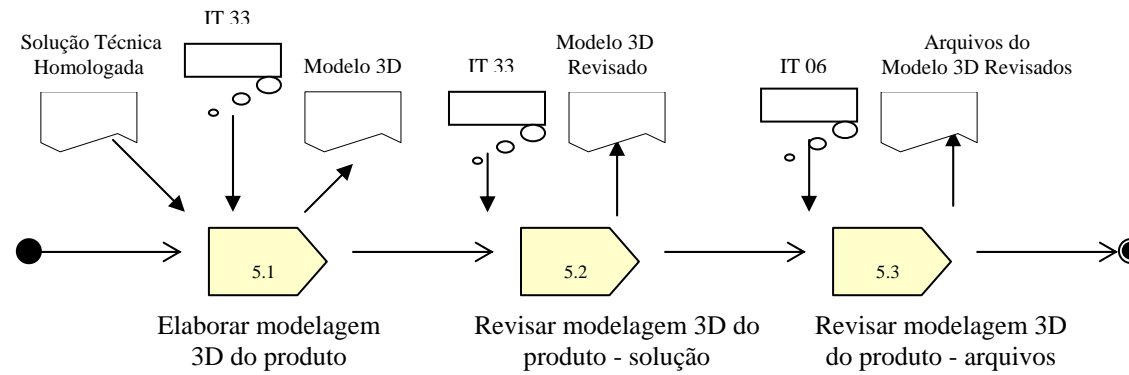 IT 33
Solução Técnica
Homologada
Modelo 3D
IT 33
Modelo 3D
Revisado
IT 06
Arquivos do
Modelo 3D Revisados
5.1
5.2
5.3
Elaborar modelagem
3D do produto
Revisar modelagem 3D do
produto - solução
Revisar modelagem 3D
do produto - arquivos